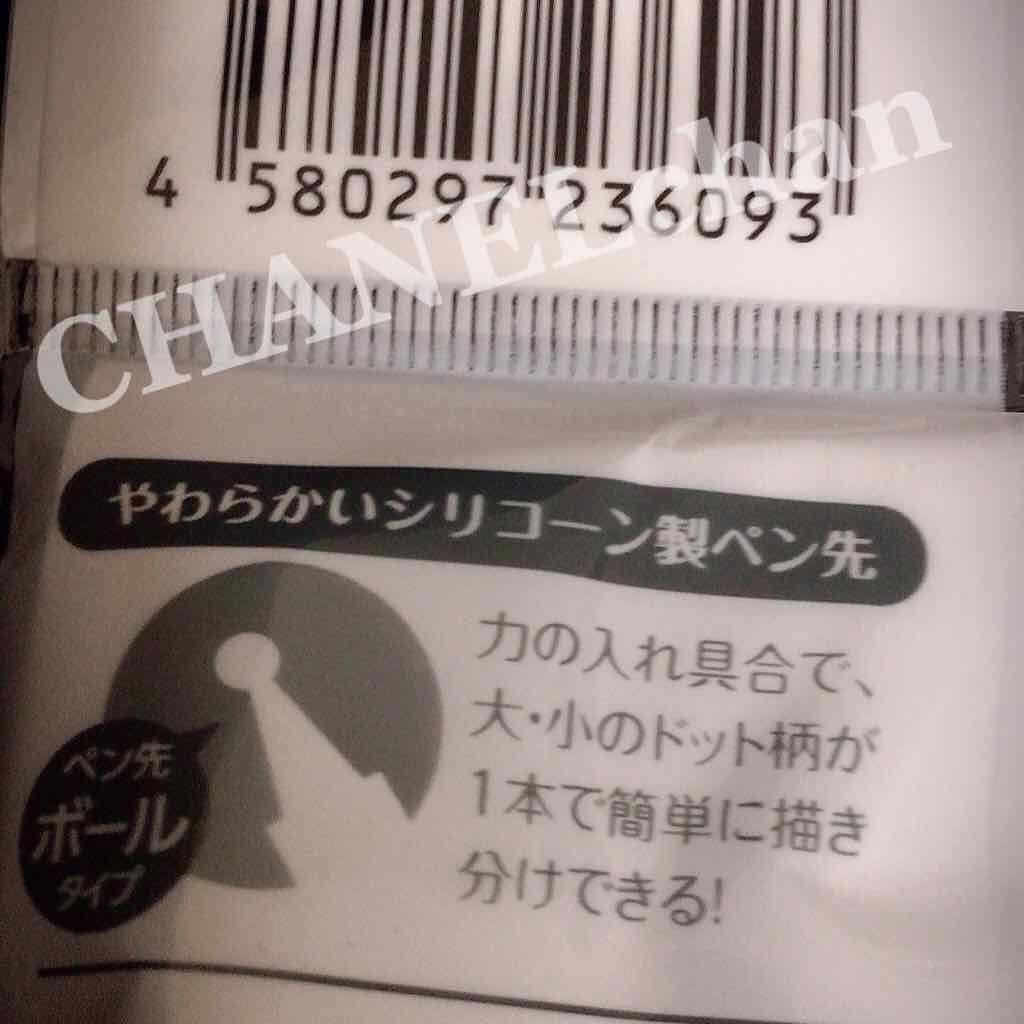 4 580297 236093
CHANELchan
やわらかいシリコーン製ペン先
力の入れ具合で、
大・小のドット柄が
1本で簡単に描き
分けできる!
ペン先
ボール
タイプ